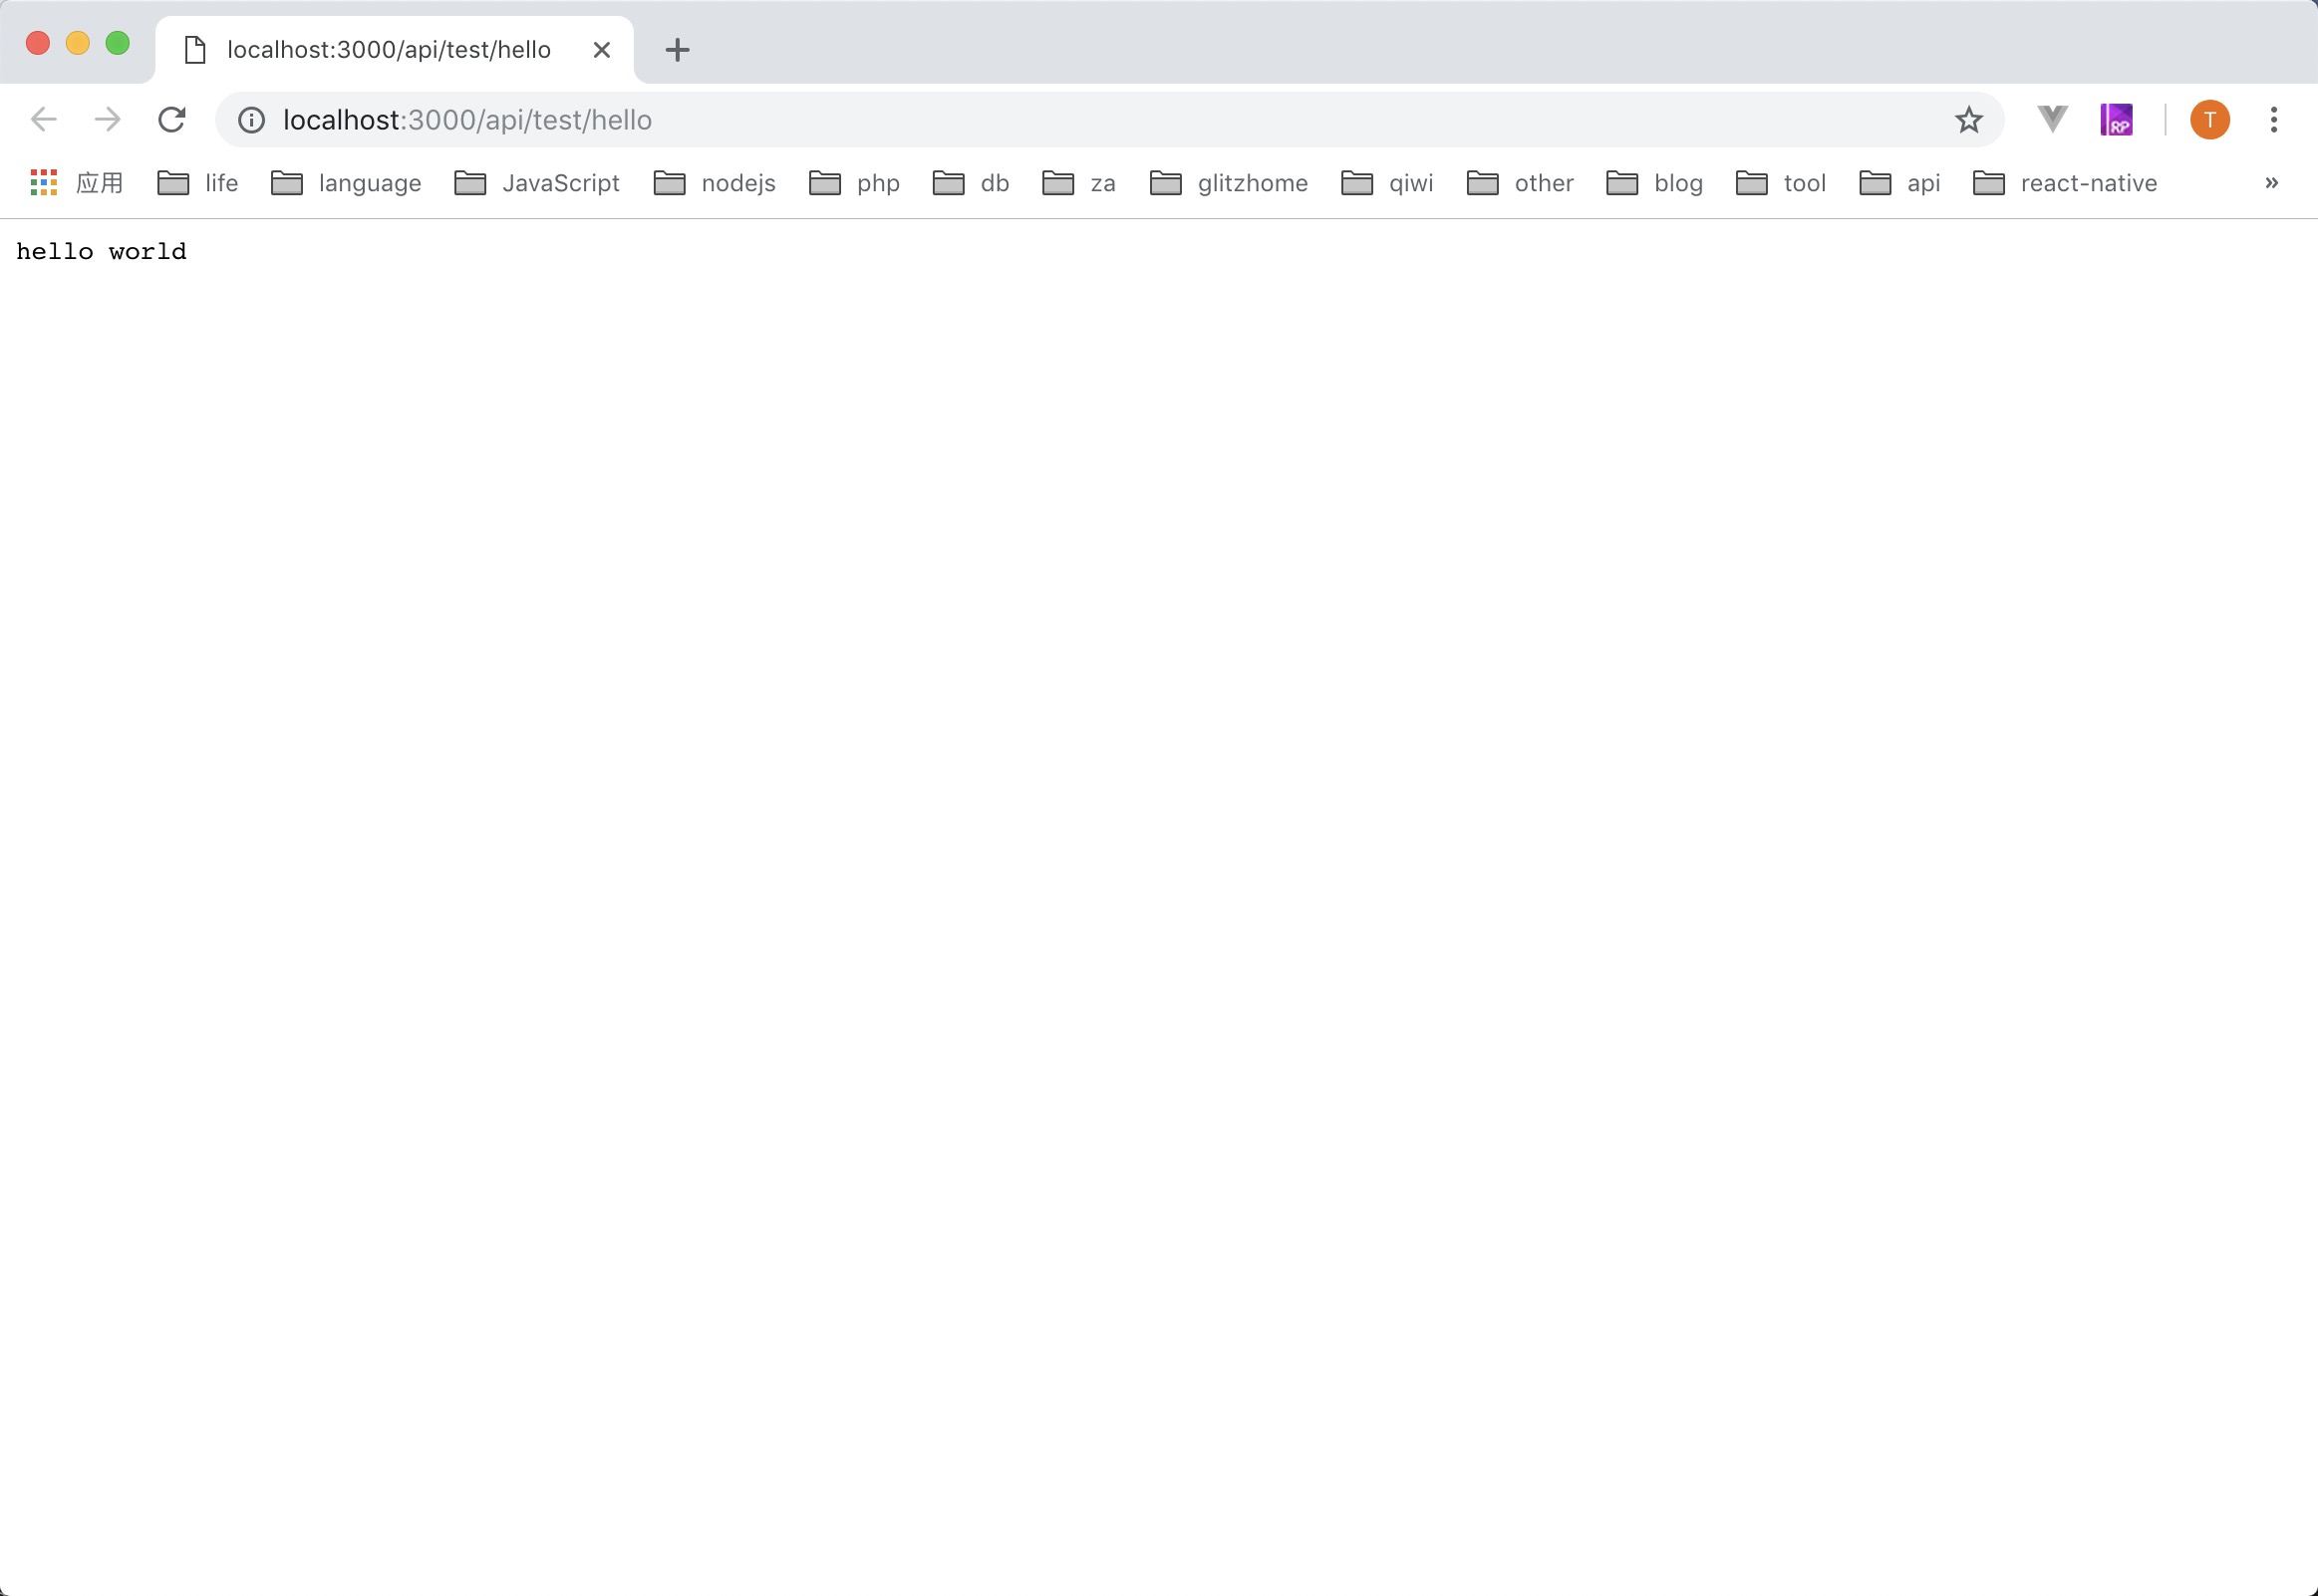 localhost:3000/api/test/hello
localhost:3000/api/test/hello
T
应用 life language JavaScript nodejs php db za glitzhome qiwi other blog tool api react-native »
hello world
RP